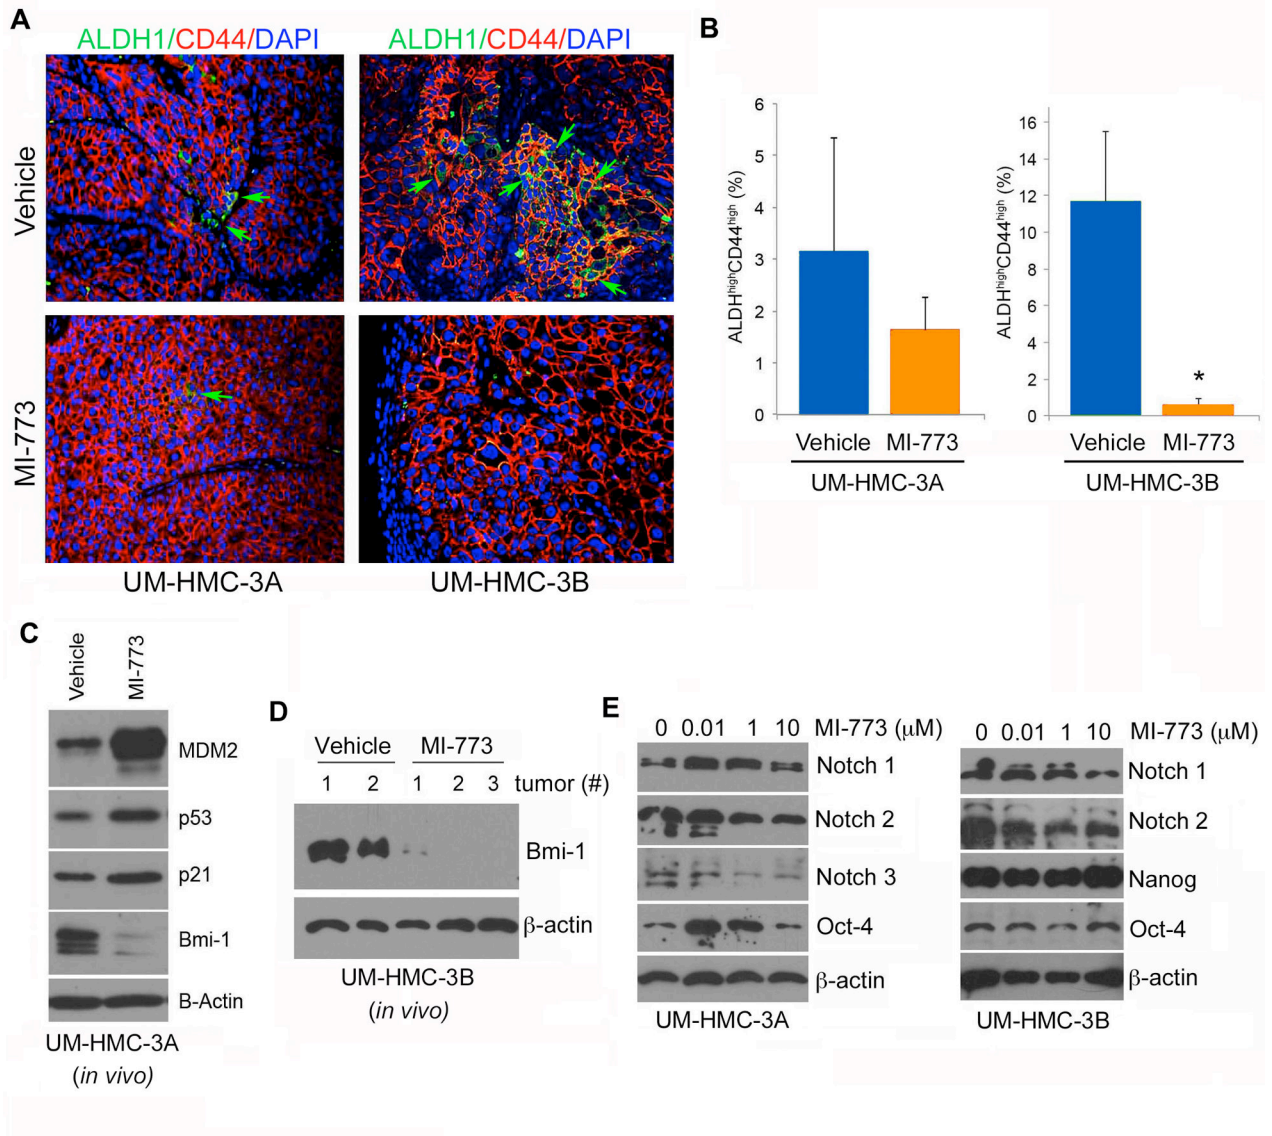 A
ALDH1/CD44/DAPI
ALDH1/CD44/DAPI
Vehicle
MI-773
UM-HMC-3A
UM-HMC-3B
B
ALDHhighCD44high (%)
6
5
4
3
2
1
0
Vehicle MI-773
UM-HMC-3A
ALDHhighCD44high (%)
16
14
12
10
8
6
4
2
0
*
Vehicle MI-773
UM-HMC-3B
C
Vehicle
MI-773
MDM2
p53
p21
Bmi-1
B-Actin
UM-HMC-3A
(in vivo)
D
Vehicle MI-773
1 2 1 2 3 tumor (#)
Bmi-1
β-actin
UM-HMC-3B
(in vivo)
E
0 0.01 1 10 MI-773 (μM)
Notch 1
Notch 2
Notch 3
Oct-4
β-actin
UM-HMC-3A
0 0.01 1 10 MI-773 (μM)
Notch 1
Notch 2
Nanog
Oct-4
β-actin
UM-HMC-3B